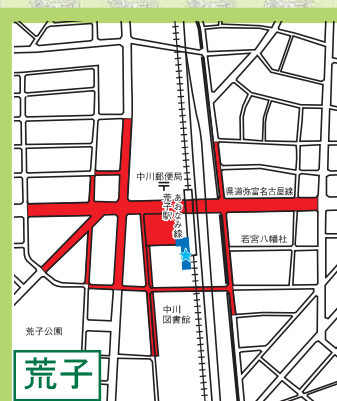 中川郵便局
〒
あおなみ線
荒子駅
県道弥富名古屋線
若宮八幡社
中川
図書館
荒子公園
荒子